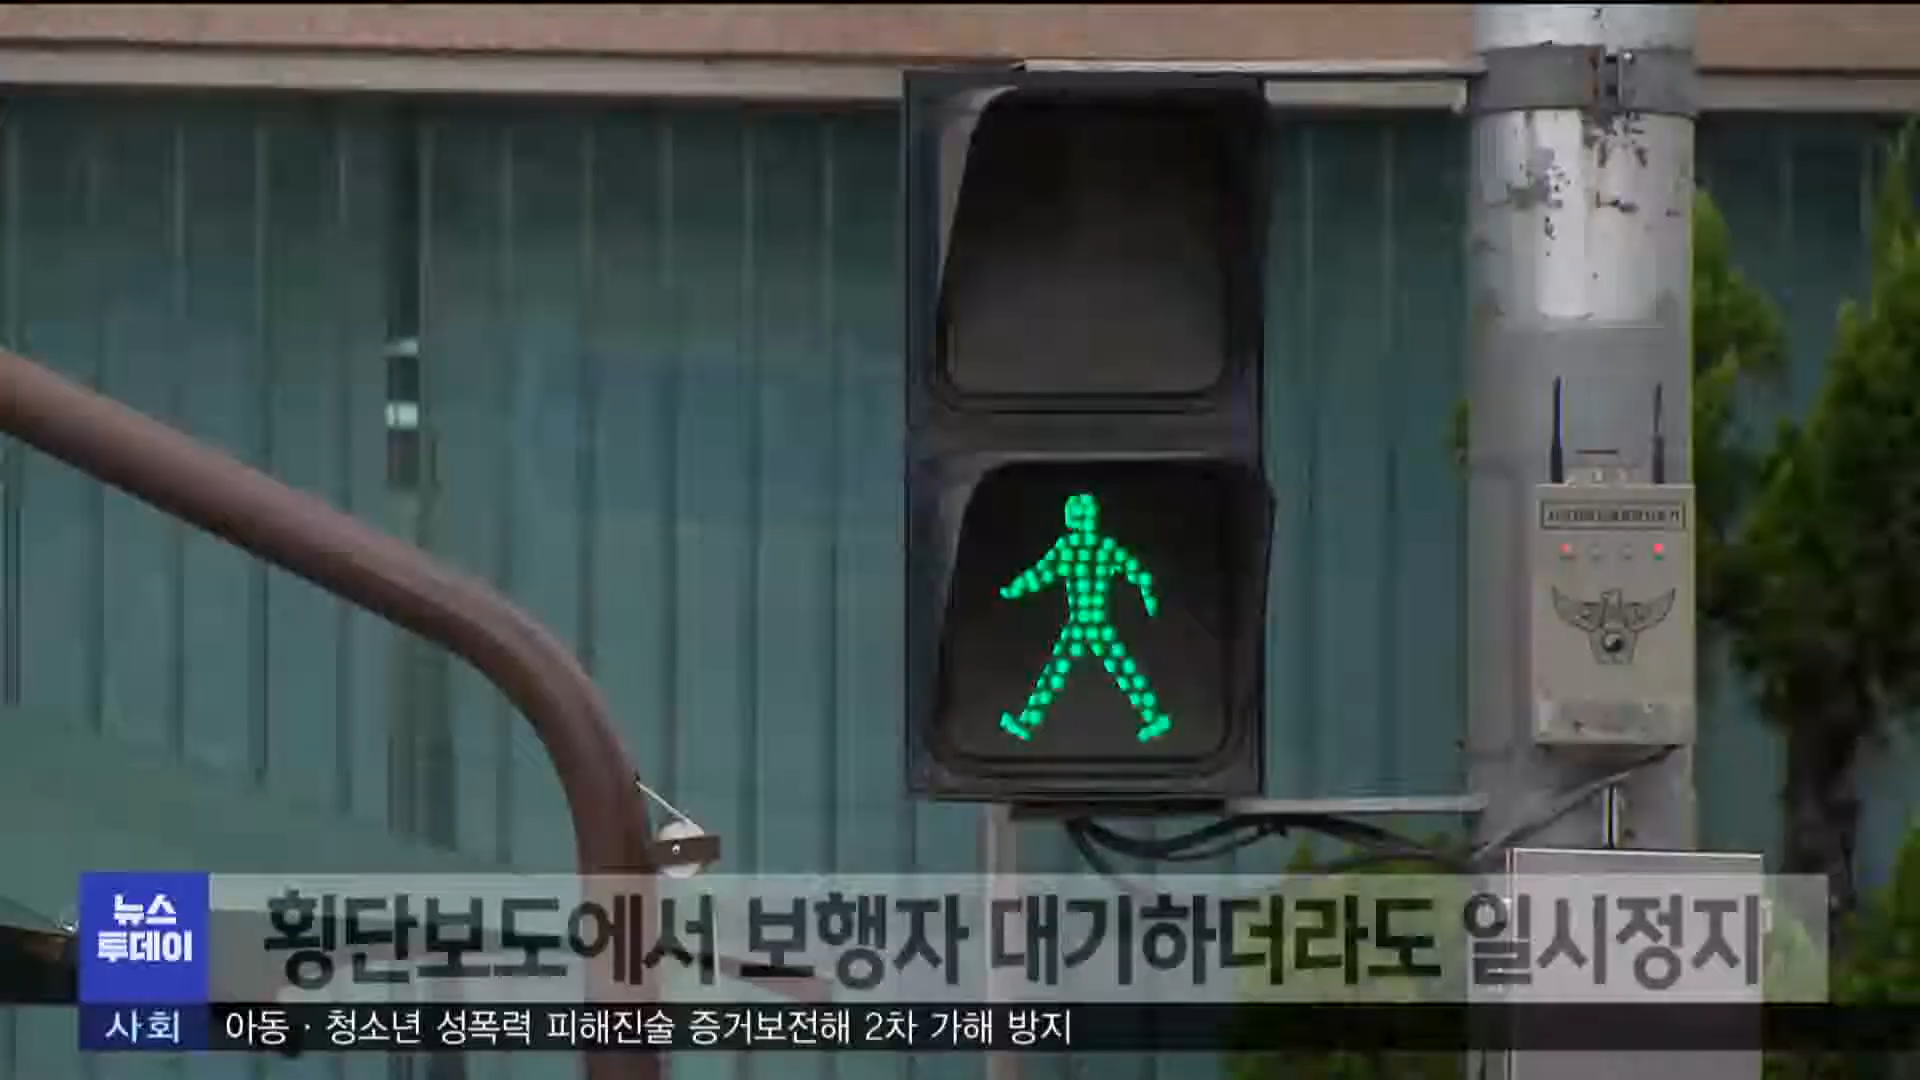 뉴스
투데이
횡단보도에서 보행자 대기하더라도 일시정지
사회
아동·청소년 성폭력 피해진술 증거보전해 2차 가해 방지